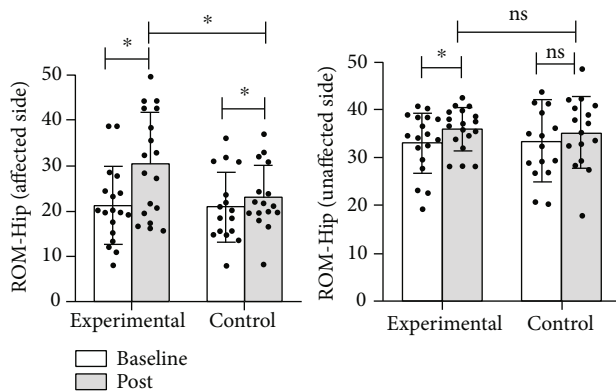 *
*
*
50
40
30
20
10
0
ROM-Hip (affected side)
Experimental
Control
Baseline
Post
ns
*
ns
50
40
30
20
10
0
ROM-Hip (unaffected side)
Experimental
Control